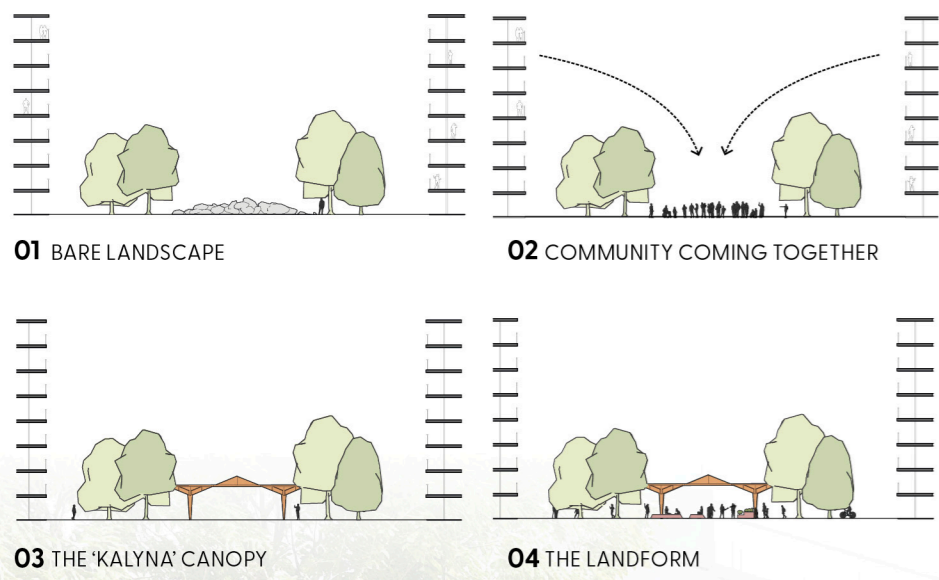 01 BARE LANDSCAPE
02 COMMUNITY COMING TOGETHER
03 THE ‘KALYNA’ CANOPY
04 THE LANDFORM